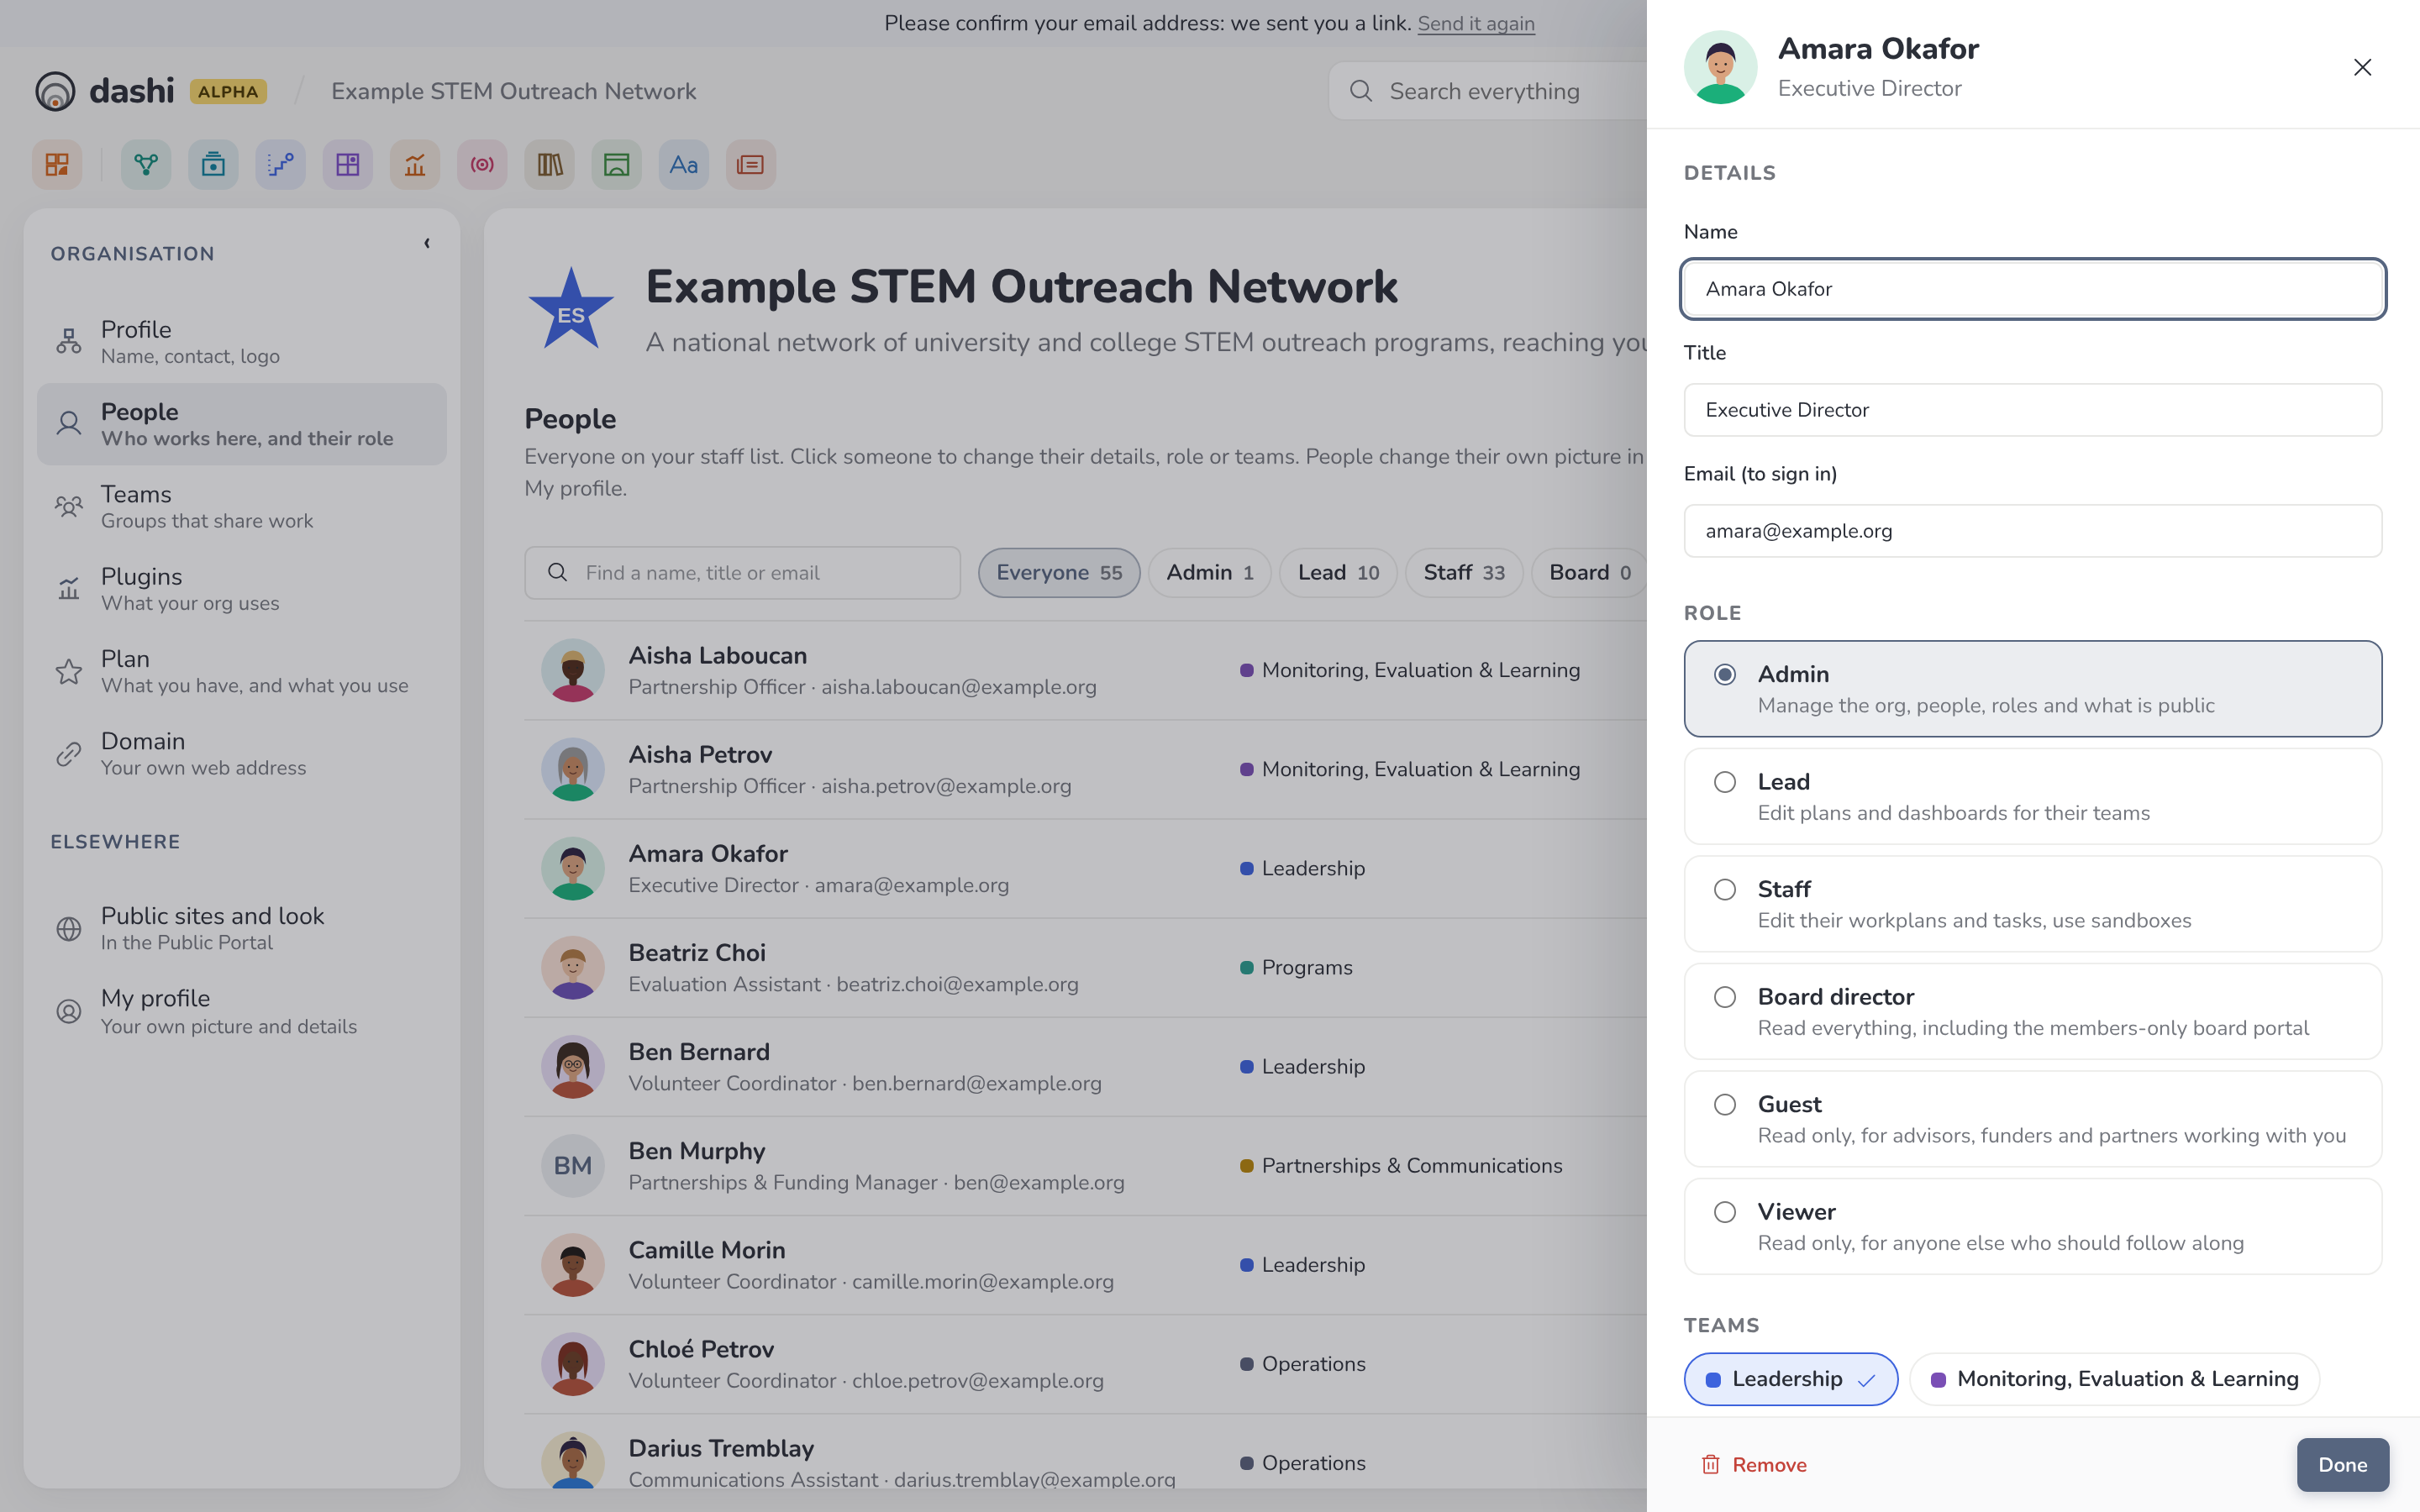 Please confirm your email address: we sent you a link. Send it again
dashi ALPHA / Example STEM Outreach Network
Search everything
Aa
ORGANISATION
Profile
Name, contact, logo
People
Who works here, and their role
Teams
Groups that share work
Plugins
What your org uses
Plan
What you have, and what you use
Domain
Your own web address
ELSEWHERE
Public sites and look
In the Public Portal
My profile
Your own picture and details
ES
Example STEM Outreach Network
A national network of university and college STEM outreach programs, reaching
People
Everyone on your staff list. Click someone to change their details, role or teams. People change their own picture in
My profile.
Find a name, title or email
Everyone 55
Admin 1
Lead 10
Staff 33
Board 0
Aisha Laboucan
Partnership Officer · aisha.laboucan@example.org
Monitoring, Evaluation & Learning
Aisha Petrov
Partnership Officer · aisha.petrov@example.org
Monitoring, Evaluation & Learning
Amara Okafor
Executive Director · amara@example.org
Leadership
Beatriz Choi
Evaluation Assistant · beatriz.choi@example.org
Programs
Ben Bernard
Volunteer Coordinator · ben.bernard@example.org
Leadership
BM
Ben Murphy
Partnerships & Funding Manager · ben@example.org
Partnerships & Communications
Camille Morin
Volunteer Coordinator · camille.morin@example.org
Leadership
Chloé Petrov
Volunteer Coordinator · chloe.petrov@example.org
Operations
Darius Tremblay
Communications Assistant · darius.tremblay@example.org
Operations
Amara Okafor
Executive Director
DETAILS
Name
Amara Okafor
Title
Executive Director
Email (to sign in)
amara@example.org
ROLE
Admin
Manage the org, people, roles and what is public
Lead
Edit plans and dashboards for their teams
Staff
Edit their workplans and tasks, use sandboxes
Board director
Read everything, including the members-only board portal
Guest
Read only, for advisors, funders and partners working with you
Viewer
Read only, for anyone else who should follow along
TEAMS
Leadership
Monitoring, Evaluation & Learning
Remove
Done